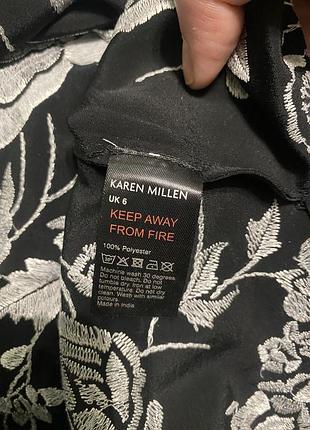 KAREN MILLEN
UK 6
KEEP AWAY
FROM FIRE
100% Polyester
Machine wash 30 degrees.
Do not bleach. Do not
tumble dry. Iron at low
temperature. Do not dry
clean. Wash with similar
colours.
Made in India